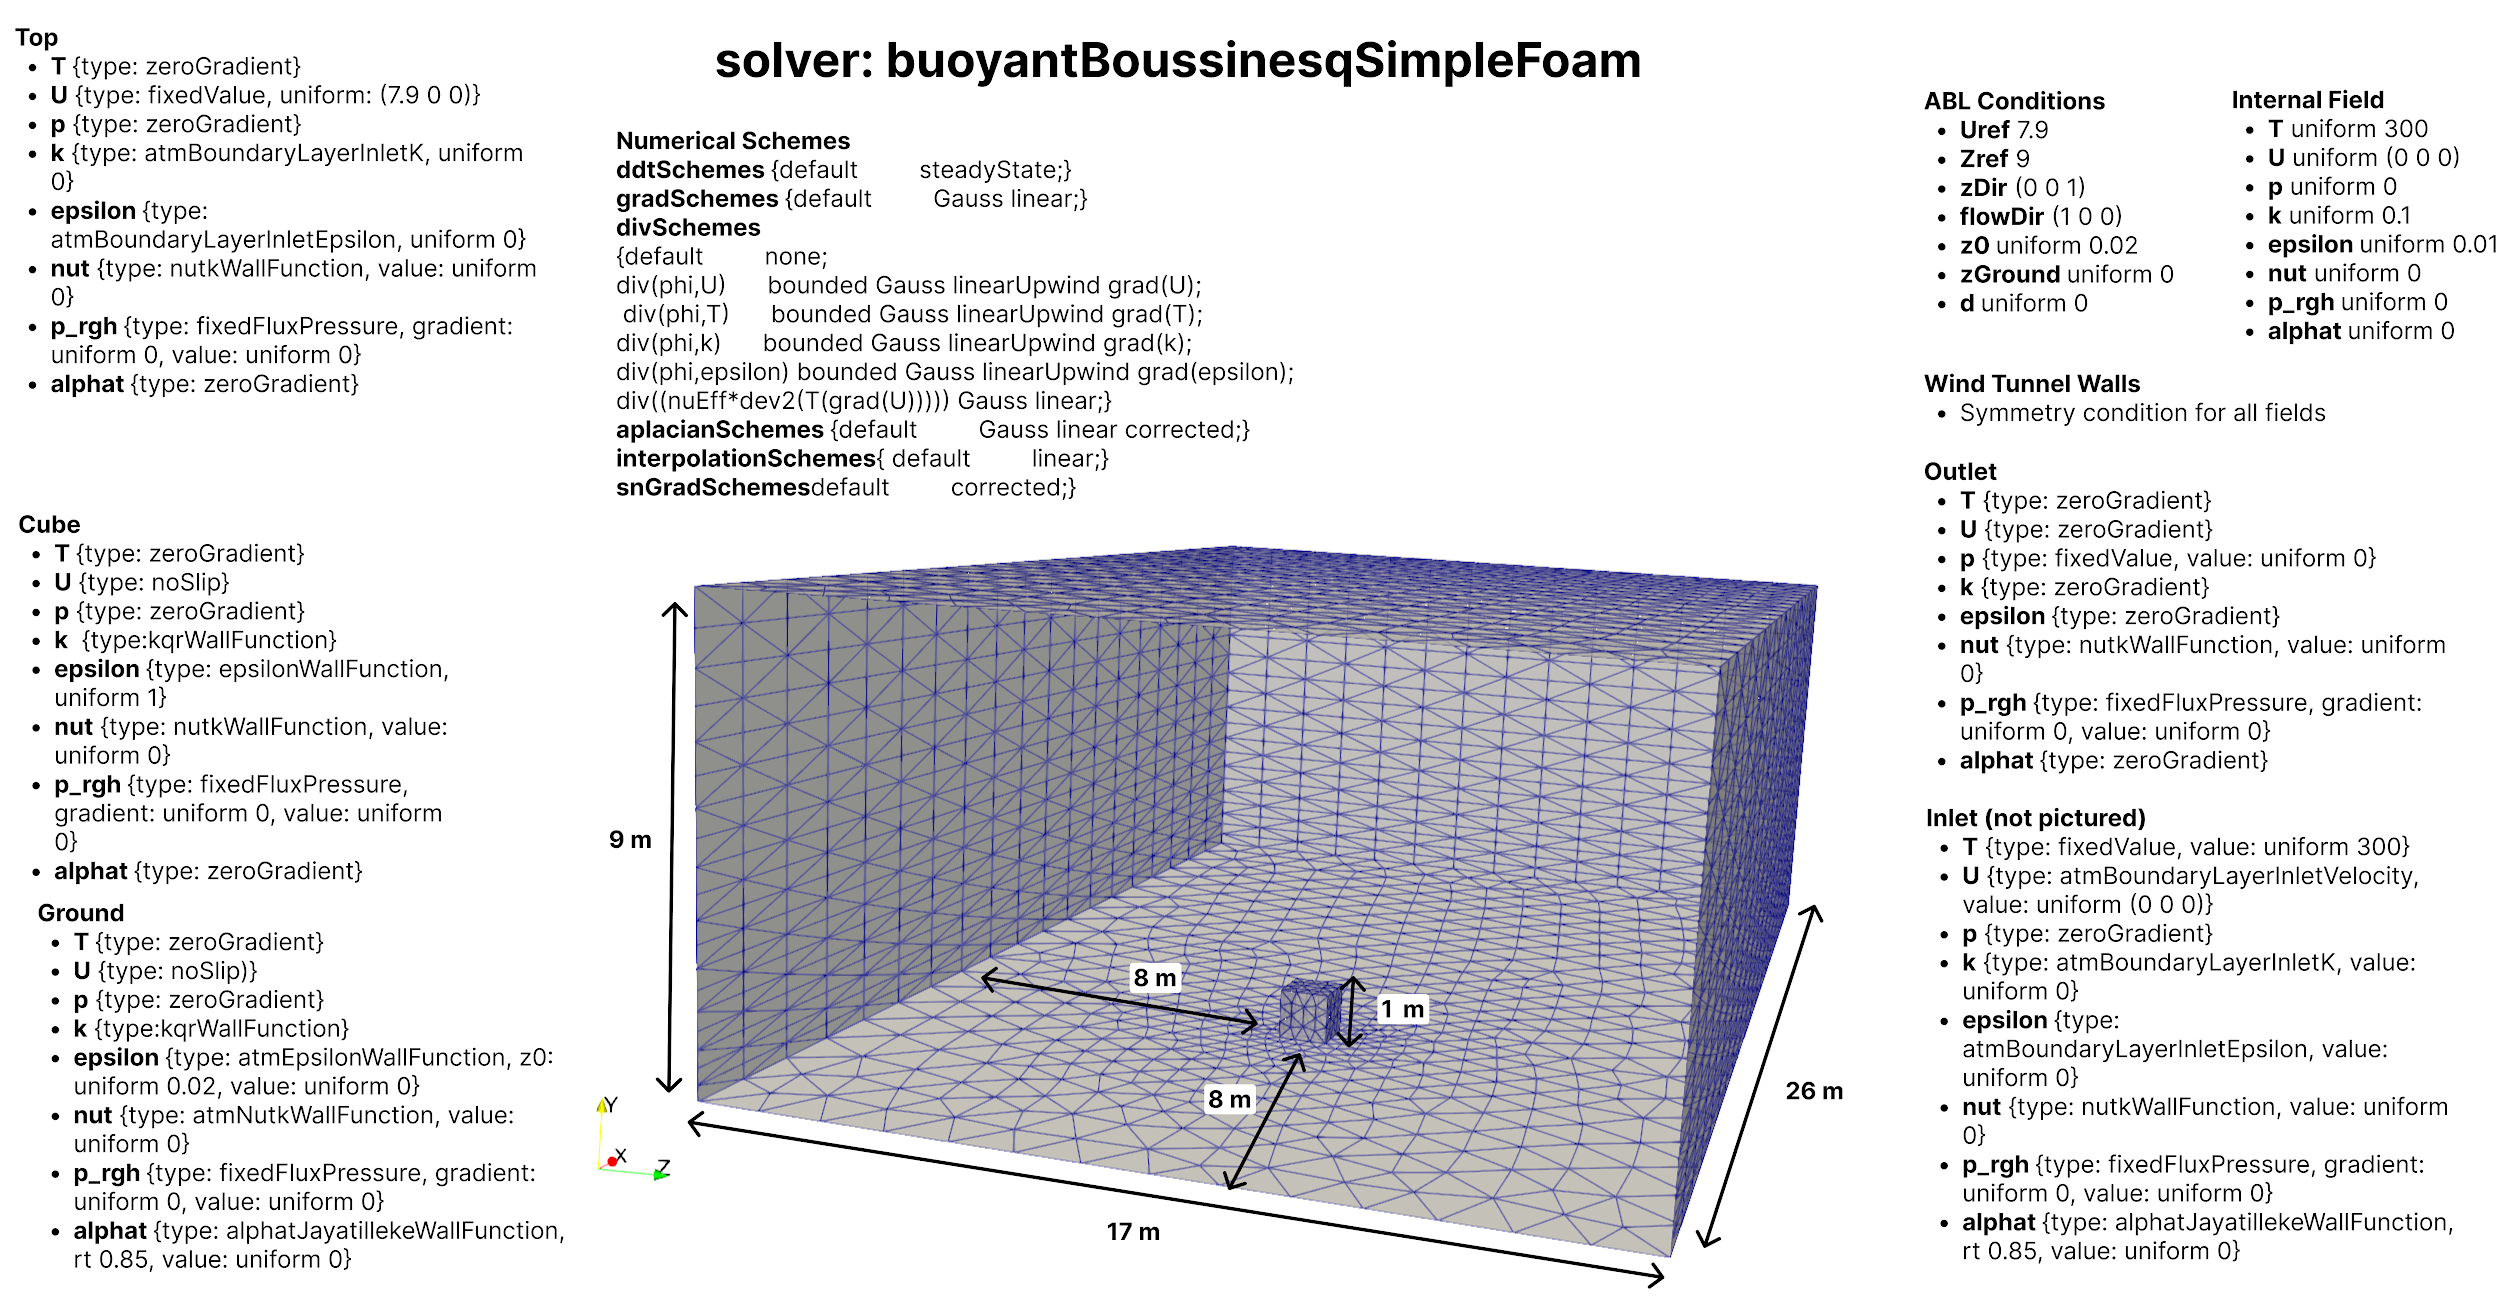 solver: buoyantBoussinesqSimpleFoam
Top
• T {type: zeroGradient}
• U {type: fixedValue, uniform: (7.9 0 0)}
• p {type: zeroGradient}
• k {type: atmBoundaryLayerInletK, uniform
0}
• epsilon {type:
atmBoundaryLayerInletEpsilon, uniform 0}
• nut {type: nutkWallFunction, value: uniform
0}
• p_rgh {type: fixedFluxPressure, gradient:
uniform 0, value: uniform 0}
• alphat {type: zeroGradient}
Cube
• T {type: zeroGradient}
• U {type: noSlip}
• p {type: zeroGradient}
• k {type:kqrWallFunction}
• epsilon {type: epsilonWallFunction,
uniform 1}
• nut {type: nutkWallFunction, value:
uniform 0}
• p_rgh {type: fixedFluxPressure,
gradient: uniform 0, value: uniform
0}
• alphat {type: zeroGradient}
Ground
• T {type: zeroGradient}
• U {type: noSlip)}
• p {type: zeroGradient}
• k {type:kqrWallFunction}
• epsilon {type: atmEpsilonWallFunction, z0:
uniform 0.02, value: uniform 0}
• nut {type: atmNutkWallFunction, value:
uniform 0}
• p_rgh {type: fixedFluxPressure, gradient:
uniform 0, value: uniform 0}
• alphat {type: alphatJayatillekeWallFunction,
rt 0.85, value: uniform 0}
Numerical Schemes
ddtSchemes {default steadyState;}
gradSchemes {default Gauss linear;}
divSchemes
{default none;
div(phi,U) bounded Gauss linearUpwind grad(U);
div(phi,T) bounded Gauss linearUpwind grad(T);
div(phi,k) bounded Gauss linearUpwind grad(k);
div(phi,epsilon) bounded Gauss linearUpwind grad(epsilon);
div((nuEff*dev2(T(grad(U))))) Gauss linear;}
aplacianSchemes {default Gauss linear corrected;}
interpolationSchemes{ default linear;}
snGradSchemesdefault corrected;}
9 m
8 m
1 m
8 m
26 m
17 m
Y
X
Z
ABL Conditions
• Uref 7.9
• Zref 9
• zDir (0 0 1)
• flowDir (1 0 0)
• z0 uniform 0.02
• zGround uniform 0
• d uniform 0
Internal Field
• T uniform 300
• U uniform (0 0 0)
• p uniform 0
• k uniform 0.1
• epsilon uniform 0.01
• nut uniform 0
• p_rgh uniform 0
• alphat uniform 0
Wind Tunnel Walls
• Symmetry condition for all fields
Outlet
• T {type: zeroGradient}
• U {type: zeroGradient}
• p {type: fixedValue, value: uniform 0}
• k {type: zeroGradient}
• epsilon {type: zeroGradient}
• nut {type: nutkWallFunction, value: uniform
0}
• p_rgh {type: fixedFluxPressure, gradient:
uniform 0, value: uniform 0}
• alphat {type: zeroGradient}
Inlet (not pictured)
• T {type: fixedValue, value: uniform 300}
• U {type: atmBoundaryLayerInletVelocity,
value: uniform (0 0 0)}
• p {type: zeroGradient}
• k {type: atmBoundaryLayerInletK, value:
uniform 0}
• epsilon {type:
atmBoundaryLayerInletEpsilon, value:
uniform 0}
• nut {type: nutkWallFunction, value: uniform
0}
• p_rgh {type: fixedFluxPressure, gradient:
uniform 0, value: uniform 0}
• alphat {type: alphatJayatillekeWallFunction,
rt 0.85, value: uniform 0}